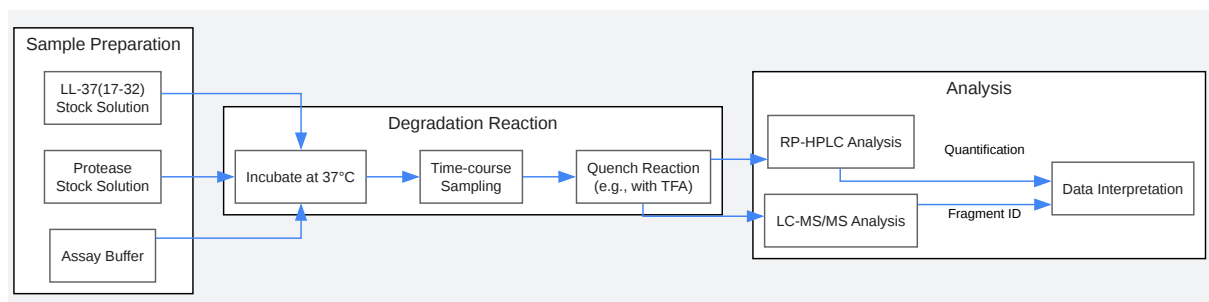 Sample Preparation
LL-37(17-32)
Stock Solution
Protease
Stock Solution
Assay Buffer
Degradation Reaction
Incubate at 37°C
Time-course
Sampling
Quench Reaction
(e.g., with TFA)
Analysis
RP-HPLC Analysis
LC-MS/MS Analysis
Quantification
Fragment ID
Data Interpretation